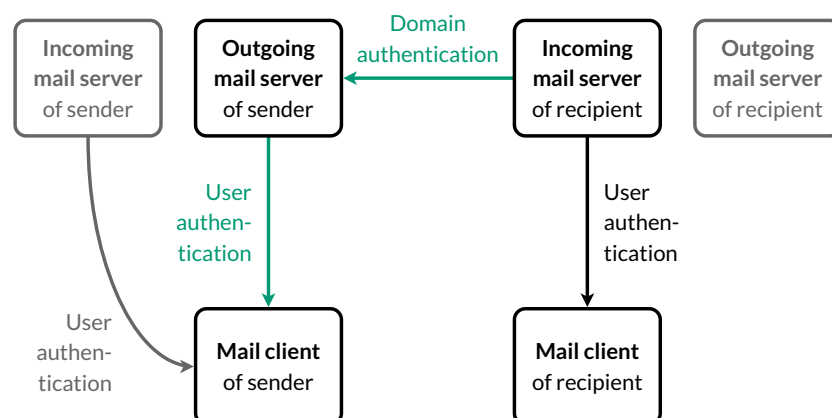 Incoming
mail server
of sender
Outgoing
mail server
of sender
Domain
authentication
Incoming
mail server
of recipient
Outgoing
mail server
of recipient
User
authen-
tication
User
authen-
tication
User
authen-
tication
Mail client
of sender
Mail client
of recipient